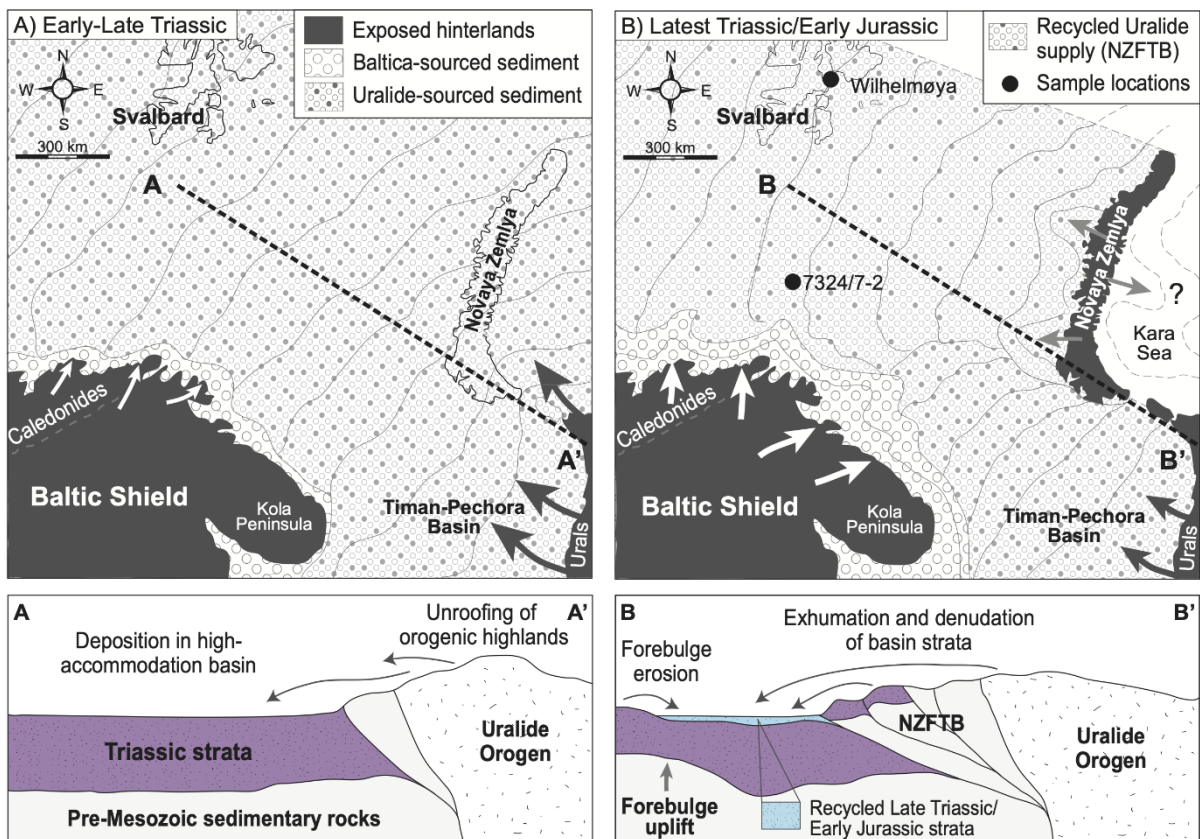 A) Early-Late Triassic
Exposed hinterlands
Baltica-sourced sediment
Uralide-sourced sediment
N
W E
S
300 km
Svalbard
A
Novaya Zemlya
Caledonides
Baltic Shield
Kola
Peninsula
A'
Timan-Pechora
Basin
Urals
B) Latest Triassic/Early Jurassic
Recycled Uralide
supply (NZFTB)
Sample locations
N
W E
S
300 km
Wilhelmøya
Svalbard
B
7324/7-2
Novaya Zemlya
?
Kara
Sea
Caledonides
Baltic Shield
Kola
Peninsula
B'
Timan-Pechora
Basin
Urals
A
A'
Deposition in high-
accommodation basin
Unroofing of
orogenic highlands
Triassic strata
Uralide
Orogen
Pre-Mesozoic sedimentary rocks
B
B'
Exhumation and denudation
of basin strata
Forebulge
erosion
NZFTB
Uralide
Orogen
Forebulge
uplift
Recycled Late Triassic/
Early Jurassic strata